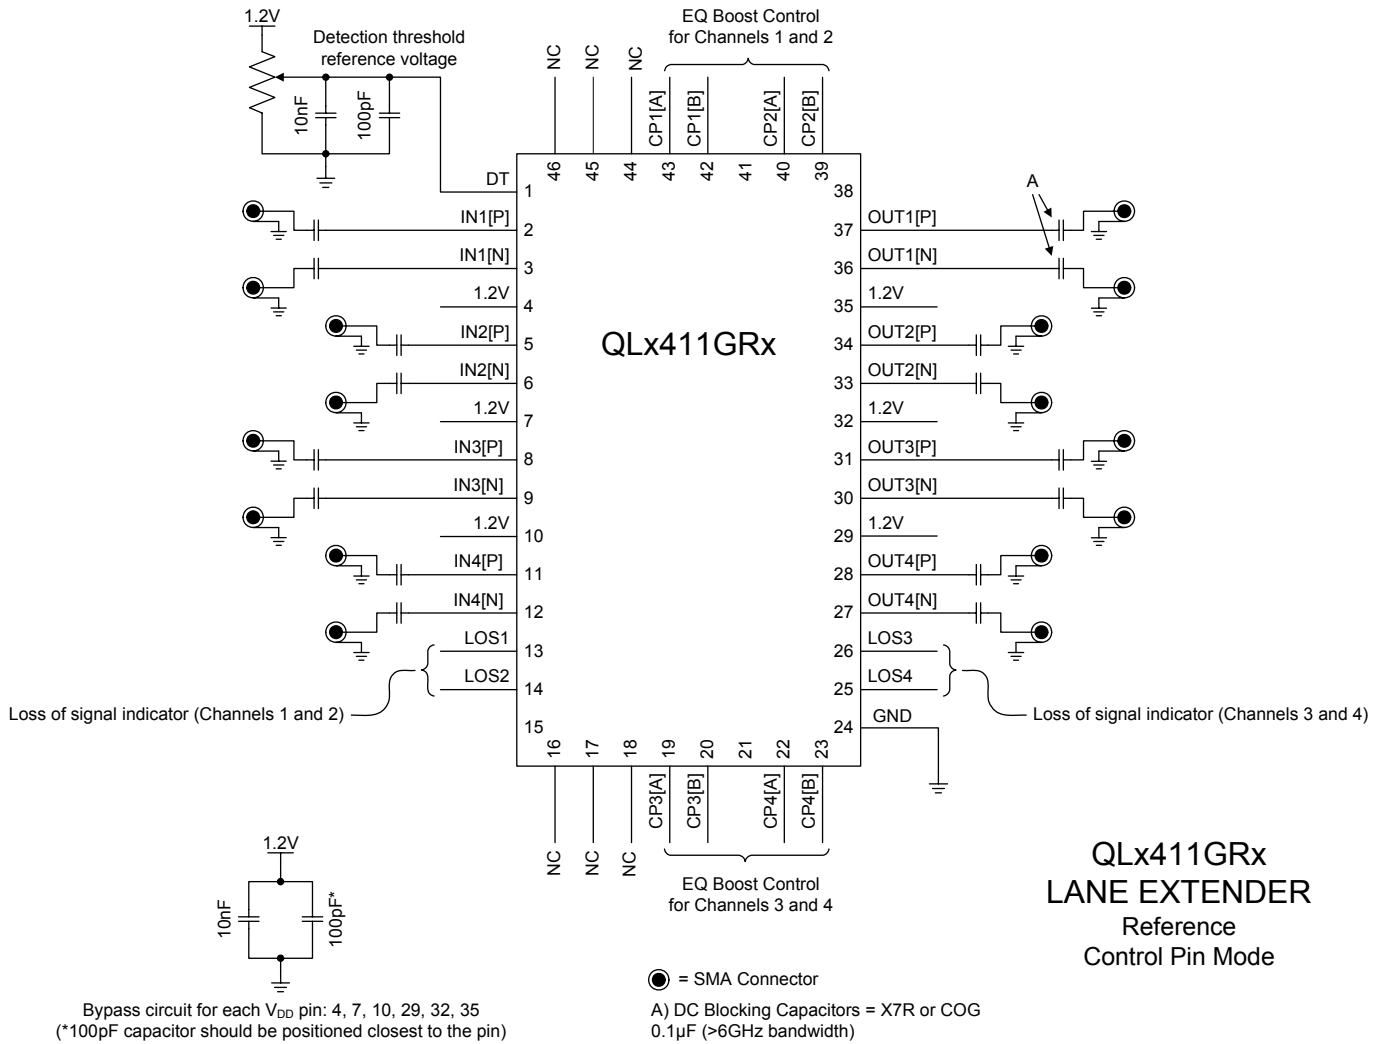 1.2V
Detection threshold
reference voltage
10nF
100pF
EQ Boost Control
for Channels 1 and 2
NC
NC
NC
CP1[A]
CP1[B]
CP2[A]
CP2[B]
46
45
44
43
42
41
40
39
DT
1
IN1[P]
2
IN1[N]
3
1.2V
4
IN2[P]
5
IN2[N]
6
1.2V
7
IN3[P]
8
IN3[N]
9
1.2V
10
IN4[P]
11
IN4[N]
12
LOS1
13
LOS2
14
15
Loss of signal indicator (Channels 1 and 2)
QLx411GRx
38
A
OUT1[P]
37
OUT1[N]
36
1.2V
35
OUT2[P]
34
OUT2[N]
33
1.2V
32
OUT3[P]
31
OUT3[N]
30
1.2V
29
OUT4[P]
28
OUT4[N]
27
LOS3
26
LOS4
25
GND
24
Loss of signal indicator (Channels 3 and 4)
16
17
18
19
20
21
22
23
NC
NC
NC
CP3[A]
CP3[B]
CP4[A]
CP4[B]
EQ Boost Control
for Channels 3 and 4
1.2V
10nF
100pF*
Bypass circuit for each VDD pin: 4, 7, 10, 29, 32, 35
(*100pF capacitor should be positioned closest to the pin)
= SMA Connector
A) DC Blocking Capacitors = X7R or COG
0.1µF (>6GHz bandwidth)
QLx411GRx
LANE EXTENDER
Reference
Control Pin Mode